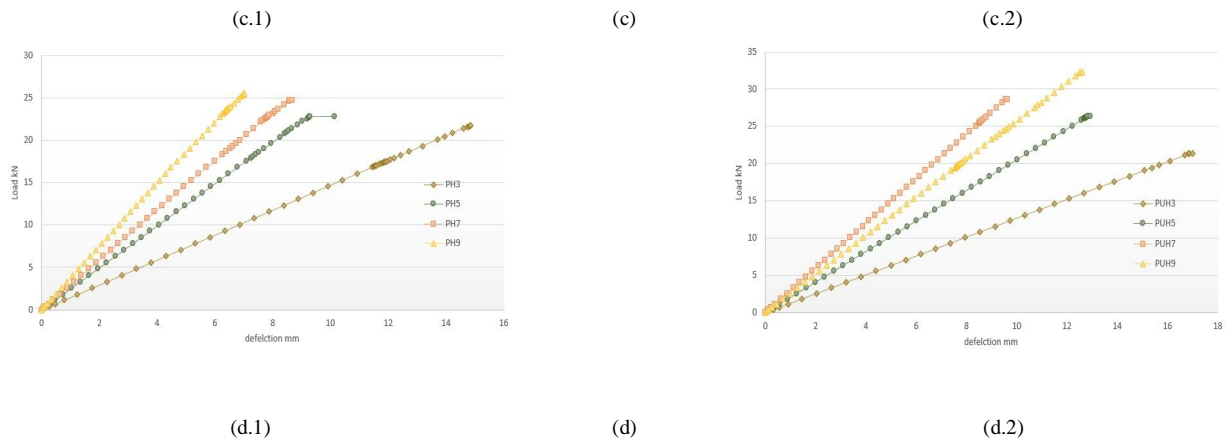 (c.1) (c) (c.2)
30
25
20
15
10
5
0
Load kN
0 2 4 6 8 10 12 14 16
defelction mm
PH3
PH5
PH7
PH9
35
30
25
20
15
10
5
0
Load kN
0 2 4 6 8 10 12 14 16 18
defelction mm
PUH3
PUH5
PUH7
PUH9
(d.1) (d) (d.2)